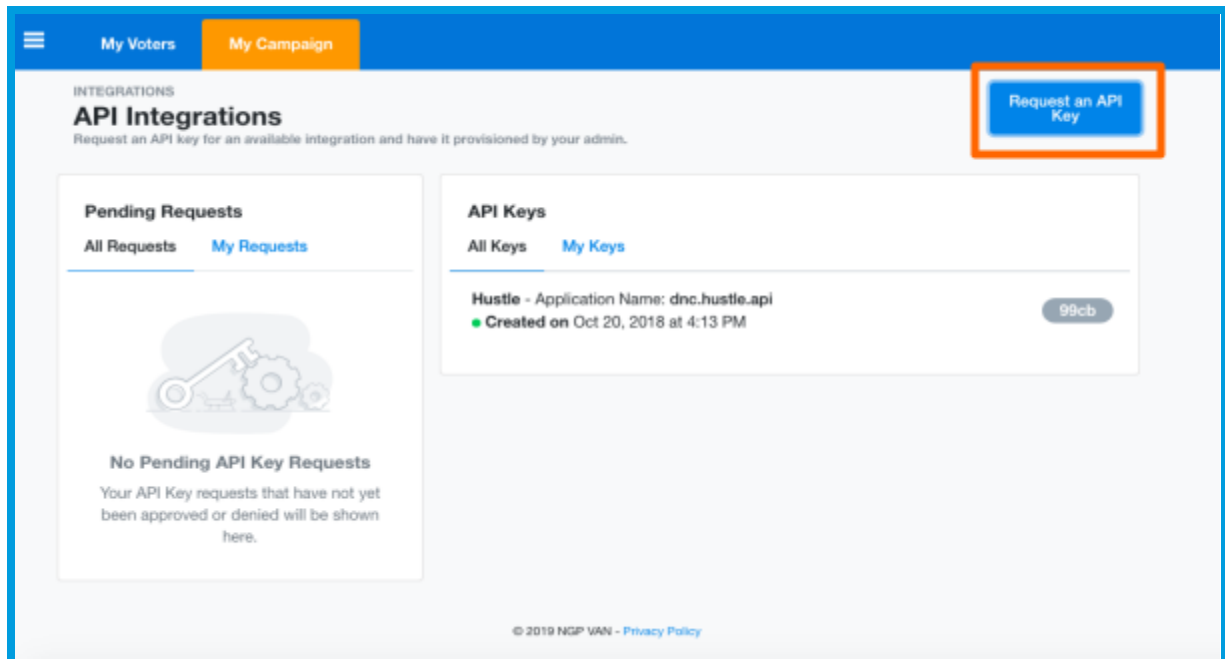 My Voters
My Campaign
INTEGRATIONS
API Integrations
Request an API key for an available integration and have it provisioned by your admin.
Request an API
Key
Pending Requests
All Requests
My Requests
No Pending API Key Requests
Your API Key requests that have not yet
been approved or denied will be shown
here.
API Keys
All Keys
My Keys
Hustle - Application Name: dnc.hustle.api
Created on Oct 20, 2018 at 4:13 PM
99cb
© 2019 NGP VAN - Privacy Policy